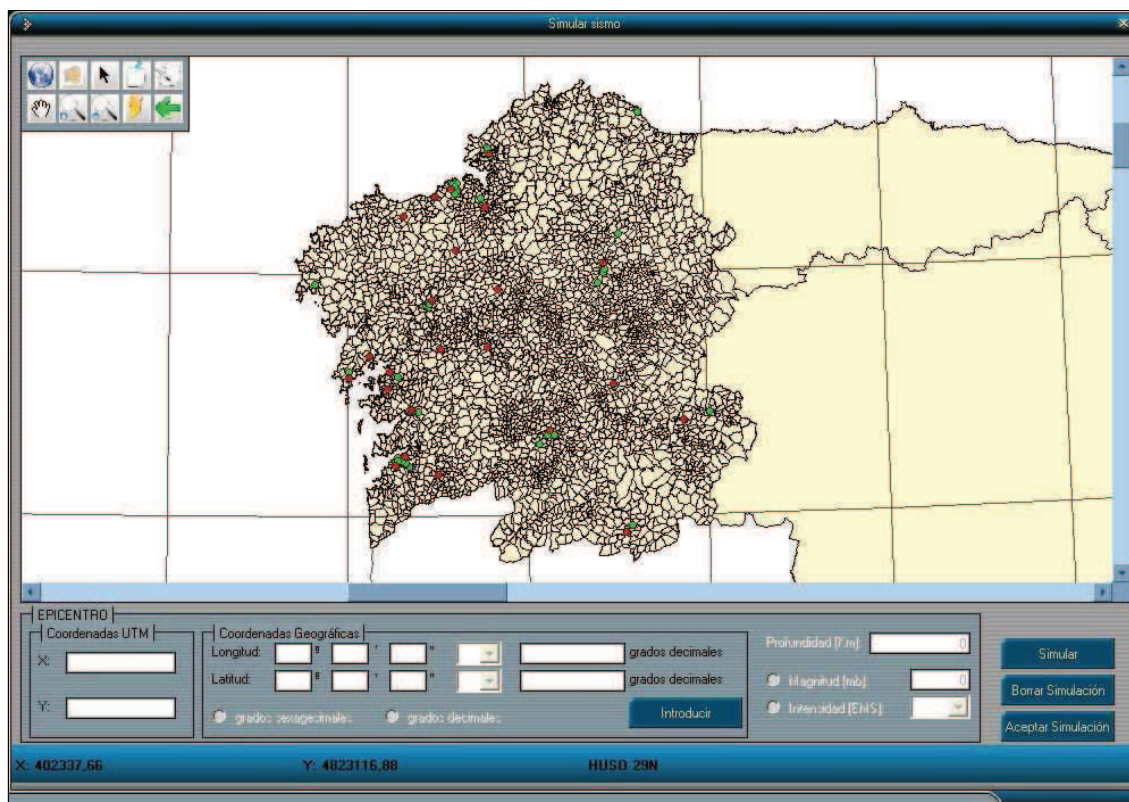 Simular sismo
EPICENTRO
Coordenadas UTM
X:
Y:
Coordenadas Geográficas
Longitud: º ' " grados decimales
Latitud: º ' " grados decimales
grados sexagesimales grados decimales
Introducir
Profundidad [Km]: 0
Magnitud [mb]: 0
Intensidad [EMS]:
Simular
Borrar Simulación
Aceptar Simulación
X: 402337,66 Y: 4823116,88 HUSO 29N